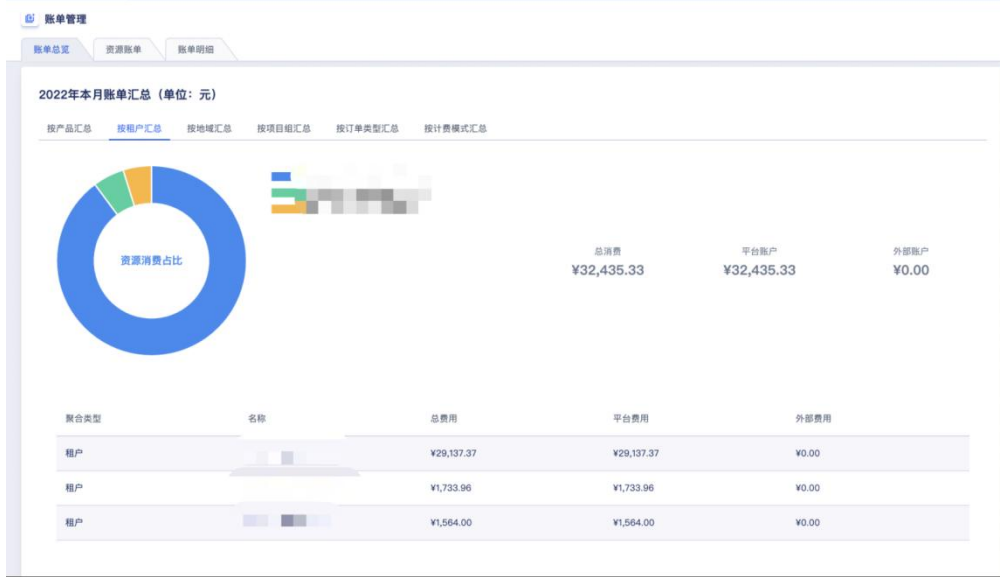 账单管理
账单总览 资源账单 账单明细
2022年本月账单汇总（单位：元）
按产品汇总 按租户汇总 按地域汇总 按项目组汇总 按订单类型汇总 按计费模式汇总
资源消费占比
总消费 平台账户 外部账户
¥32,435.33 ¥32,435.33 ¥0.00
聚合类型 名称 总费用 平台费用 外部费用
租户 ¥29,137.37 ¥29,137.37 ¥0.00
租户 ¥1,733.96 ¥1,733.96 ¥0.00
租户 ¥1,564.00 ¥1,564.00 ¥0.00